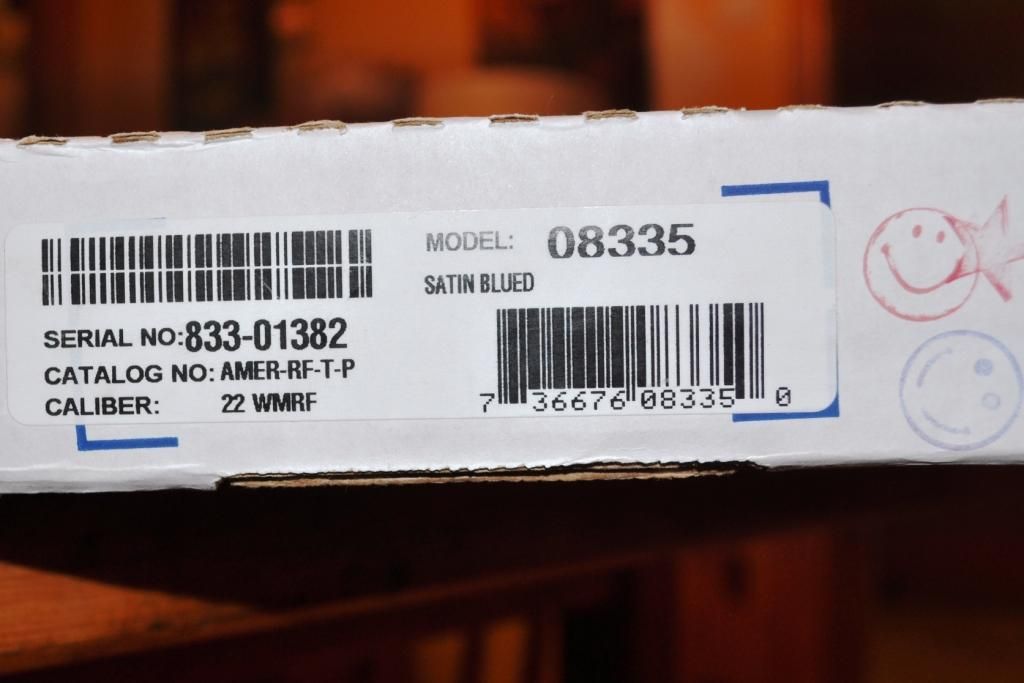 MODEL: 08335
SATIN BLUED
SERIAL NO:833-01382
CATALOG NO: AMER-RF-T-P
CALIBER: 22 WMRF
7 36676 08335 0